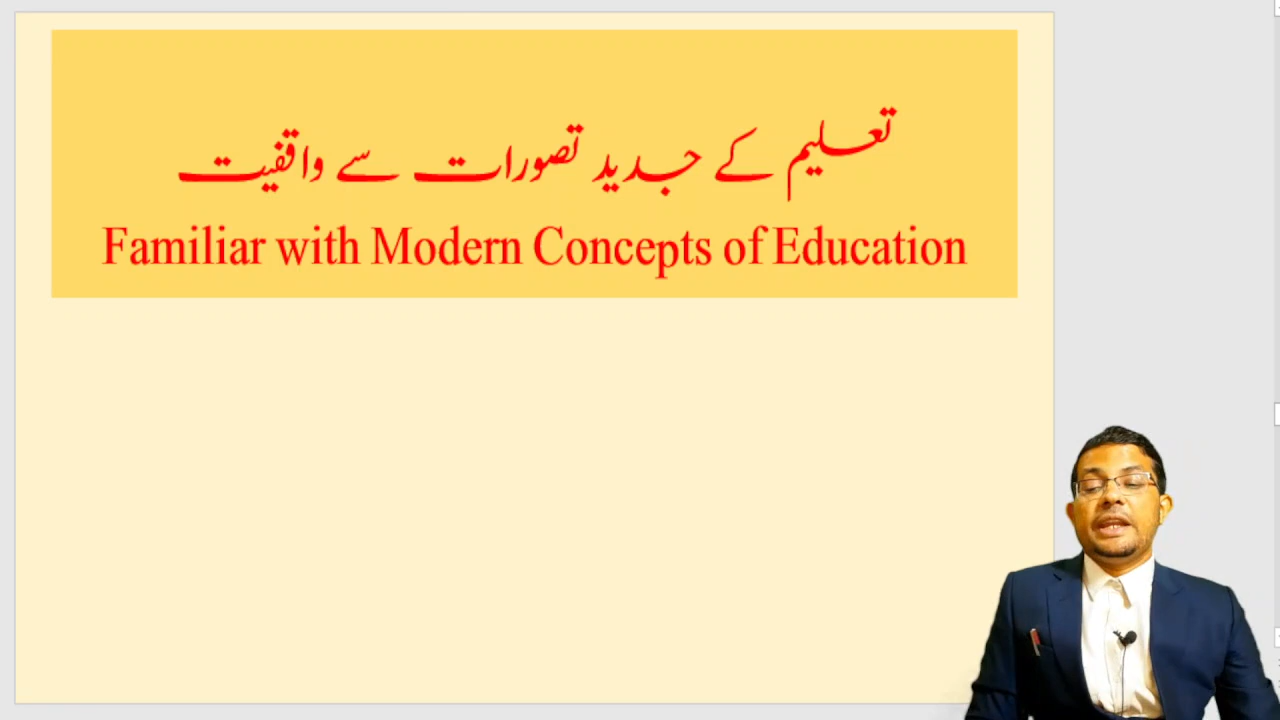 تعلیم کے جدید تصورات سے واقفیت
Familiar with Modern Concepts of Education